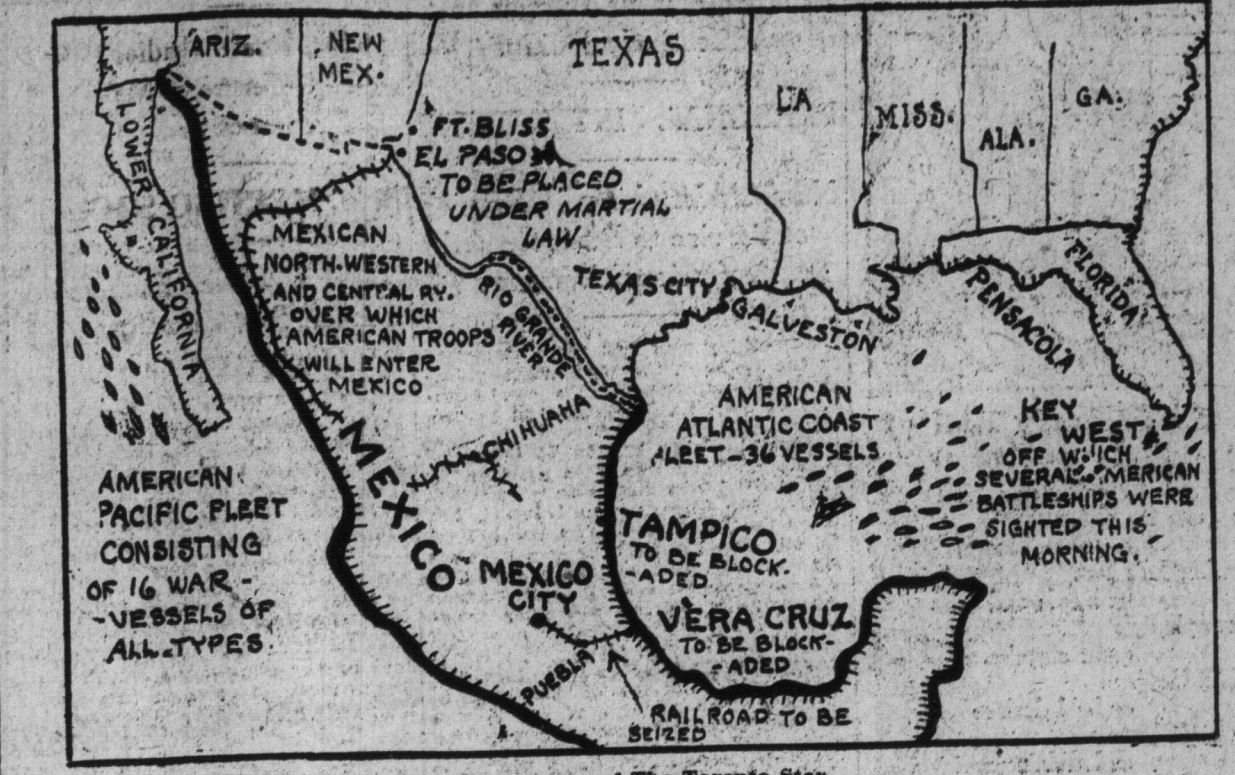 ARIZ.
NEW
MEX.
TEXAS
LA
MISS.
ALA.
GA.
LOWER CALIFORNIA
FT. BLISS
EL PASO
TO BE PLACED
UNDER MARTIAL
LAW
MEXICAN
NORTH-WESTERN
AND CENTRAL RY.
OVER WHICH
AMERICAN TROOPS
WILL ENTER
MEXICO
RIO GRANDE
RIVER
TEXAS CITY
GALVESTON
PENSACOLA
FLORIDA
AMERICAN
ATLANTIC COAST
FLEET-36 VESSELS
KEY
WEST
OFF WHICH
SEVERAL AMERICAN
BATTLESHIPS WERE
SIGHTED THIS
MORNING.
CHIHUAHA
MEXICO
AMERICAN
PACIFIC FLEET
CONSISTING
OF 16 WAR-
-VESSELS OF
ALL-TYPES.
MEXICO
CITY
TAMPICO
TO BE BLOCK-
-ADED
VERA CRUZ
TO BE BLOCK-
-ADED
PUEBLA
RAILROAD TO BE
SEIZED
The Toronto Star